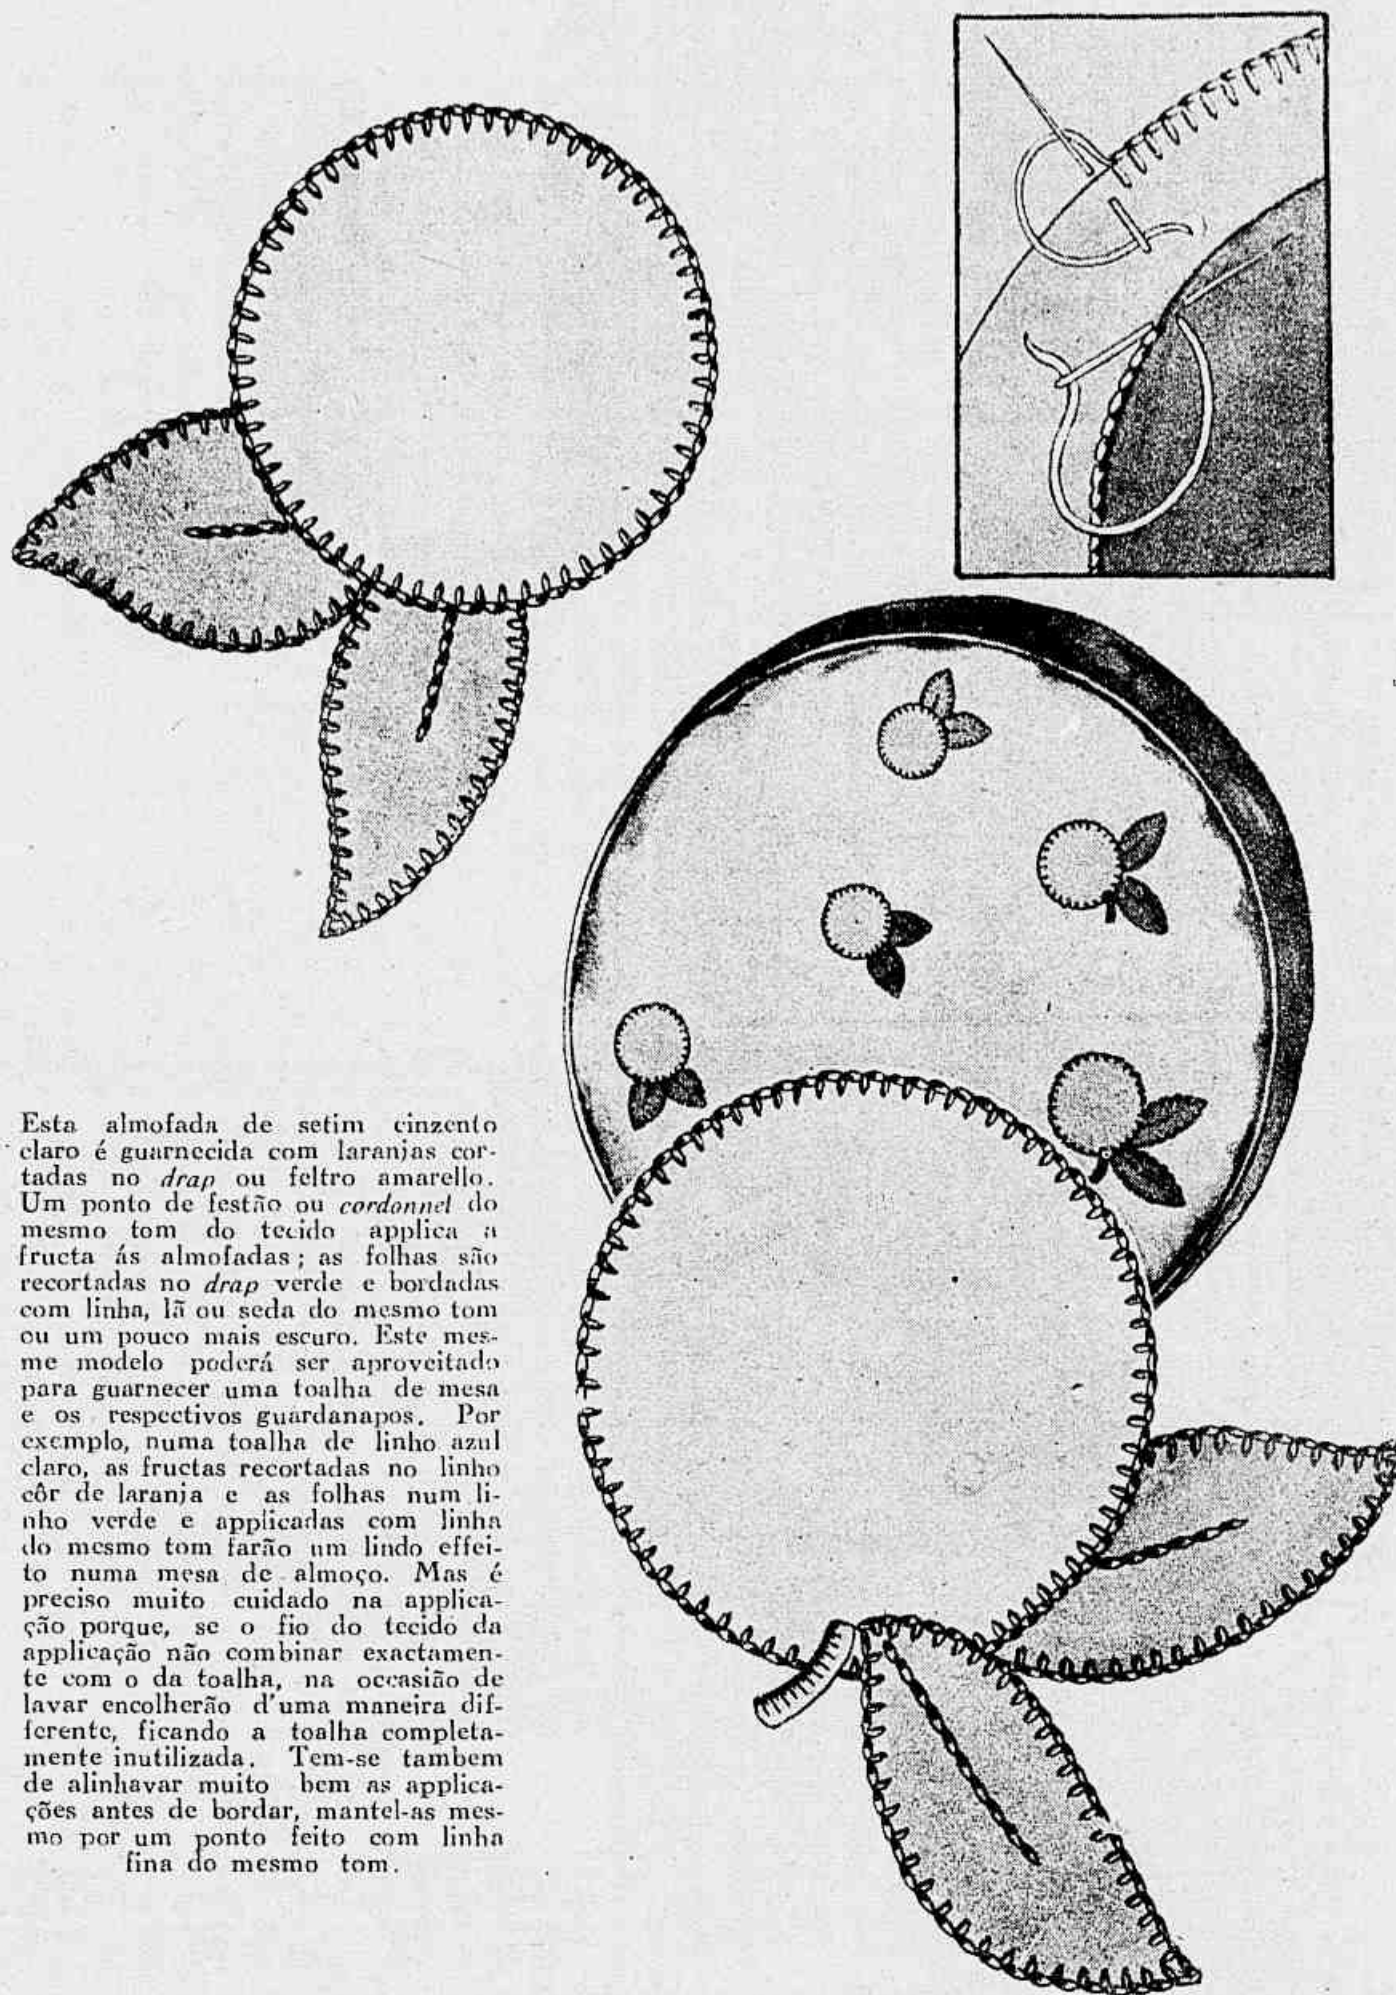 Esta almofada de setim cinzento
claro é guarnecida com laranjas cor-
tadas no drap ou feltro amarello.
Um ponto de festão ou cordonnel do
mesmo tom do tecido applica a
fructa ás almofadas; as folhas são
recortadas no drap verde e bordadas
com linha, lã ou seda do mesmo tom
ou um pouco mais escuro. Este mes-
me modelo poderá ser aproveitado
para guarnecer uma toalha de mesa
e os respectivos guardanapos. Por
exemplo, numa toalha de linho azul
claro, as fructas recortadas no linho
côr de laranja e as folhas num li-
nho verde e applicadas com linha
do mesmo tom farão um lindo effei-
to numa mesa de almoço. Mas é
preciso muito cuidado na applica-
ção porque, se o fio do tecido da
applicação não combinar exactamen-
te com o da toalha, na occasião de
lavar encolherão d'uma maneira dif-
ferente, ficando a toalha completa-
mente inutilizada. Tem-se tambem
de alinhavar muito bem as applica-
ções antes de bordar, mantel-as mes-
mo por um ponto feito com linha
fina do mesmo tom.